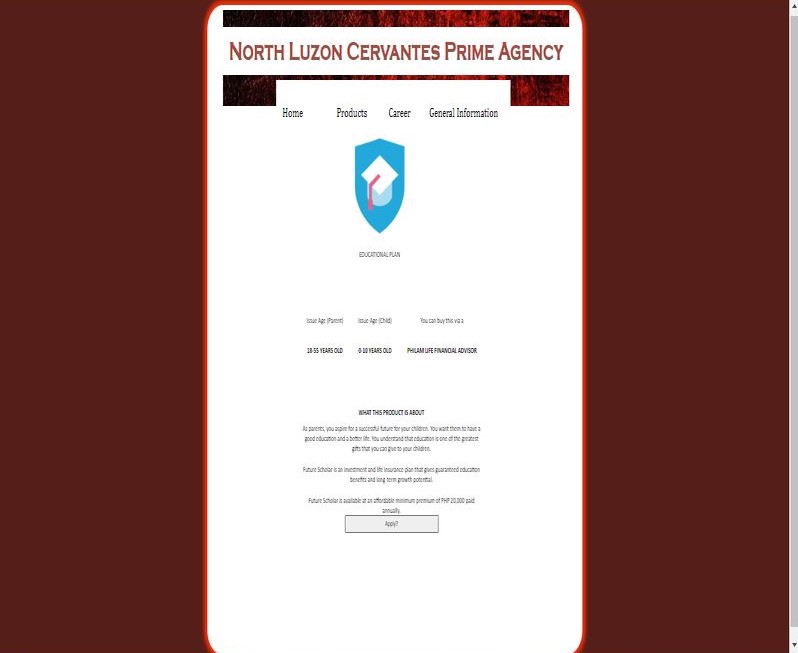 NORTH LUZON CERVANTES PRIME AGENCY
Home Products Career General Information
EDUCATIONAL PLAN
Issue Age (Parent) Issue Age (Child) You can buy this via a
18-55 YEARS OLD 0-10 YEARS OLD PHILAM LIFE FINANCIAL ADVISOR
WHAT THIS PRODUCT IS ABOUT
As parents, you aspire for a successful future for your children. You want them to have a
good education and a better life. You understand that education is one of the greatest
gifts that you can give to your children.
Future Scholar is an investment and life insurance plan that gives guaranteed education
benefits and long-term growth potential.
Future Scholar is available at an affordable minimum premium of PHP 20,000 paid
annually.
Apply?